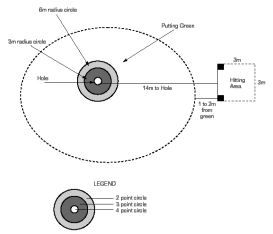 6m radius circle
3m radius circle
Putting Green
Hole
14m to Hole
3m
Hitting
Area
3m
1 to 2m
from
green
LEGEND
2 point circle
3 point circle
4 point circle